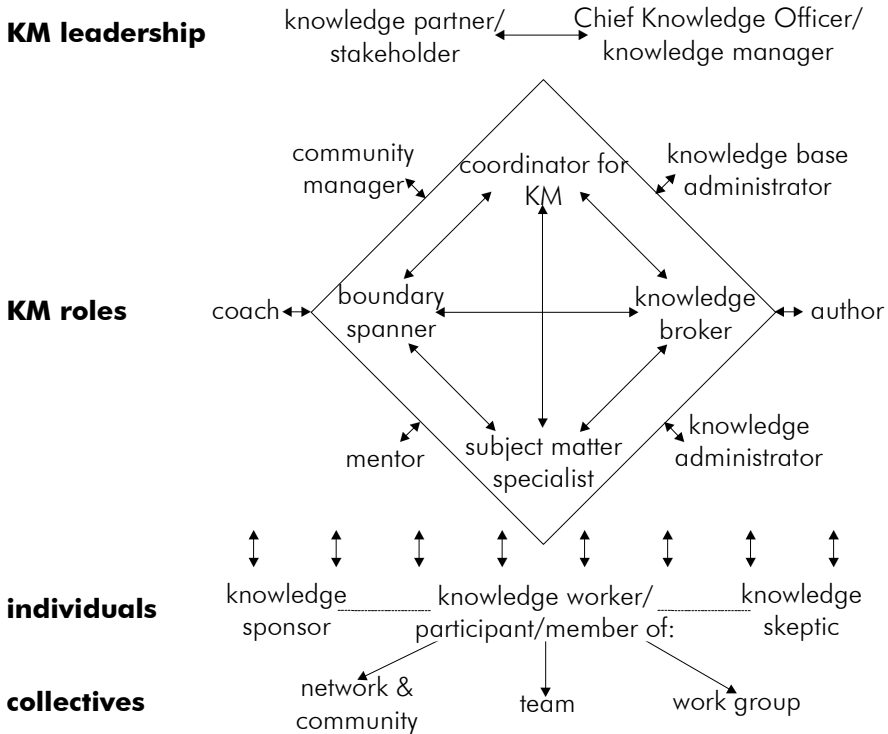 KM leadership
knowledge partner/
stakeholder
Chief Knowledge Officer/
knowledge manager
community
manager
coordinator for
KM
knowledge base
administrator
KM roles
coach
boundary
spanner
knowledge
broker
author
mentor
subject matter
specialist
knowledge
administrator
individuals
knowledge
sponsor
knowledge worker/
participant/member of:
knowledge
skeptic
collectives
network &
community
team
work group